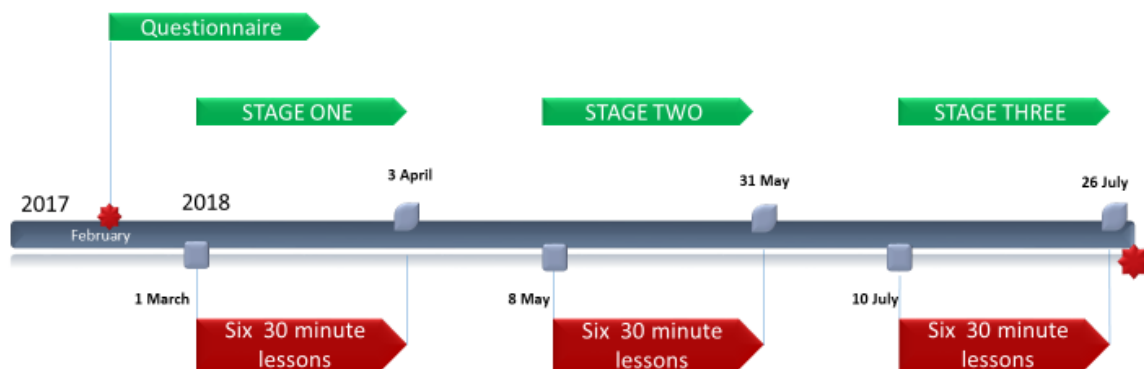 Questionnaire
STAGE ONE
STAGE TWO
STAGE THREE
3 April
31 May
26 July
2017
2018
February
1 March
8 May
10 July
Six 30 minute
lessons
Six 30 minute
lessons
Six 30 minute
lessons